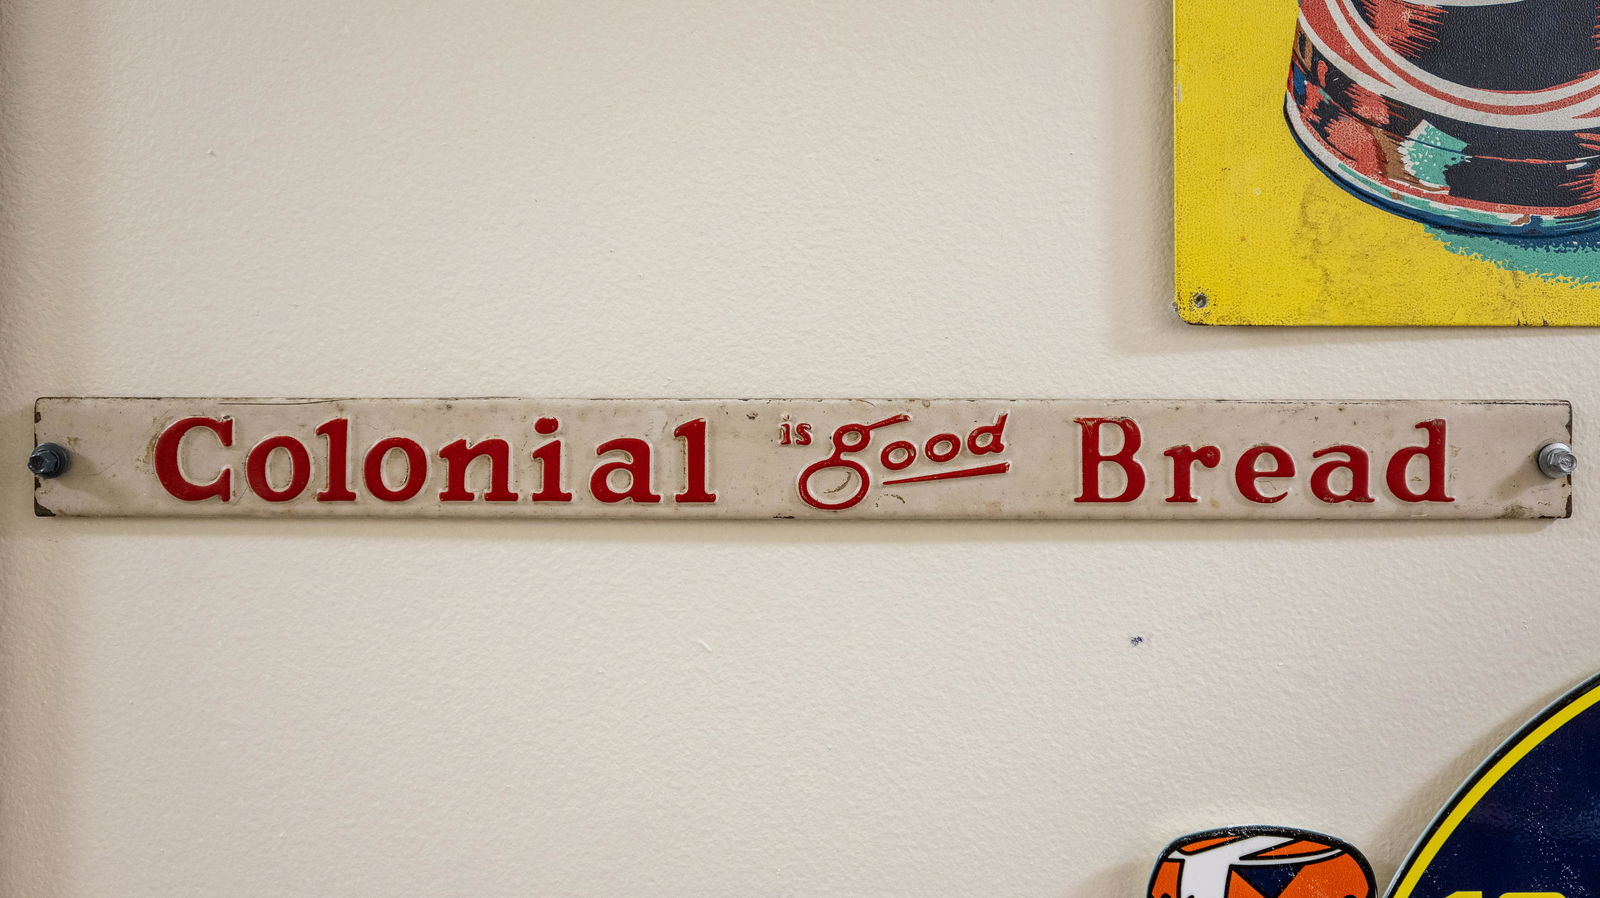 Colonial is good Bread